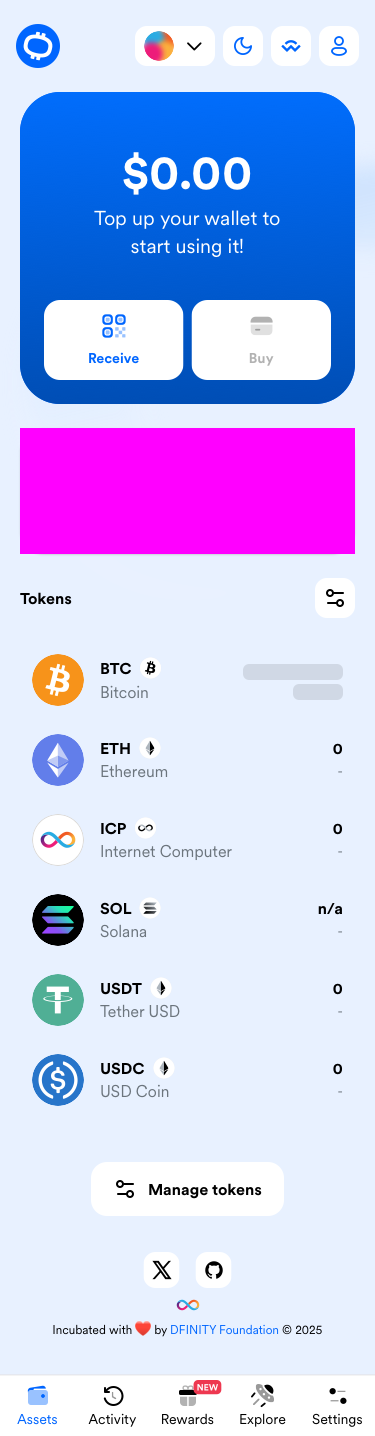 $0.00
Top up your wallet to
start using it!
Receive
Buy
Tokens
BTC
Bitcoin
ETH
0
Ethereum
-
ICP
0
Internet Computer
-
SOL
n/a
Solana
-
USDT
0
Tether USD
-
USDC
0
USD Coin
-
Manage tokens
Incubated with ❤️ by DFINITY Foundation © 2025
NEW
Assets
Activity
Rewards
Explore
Settings